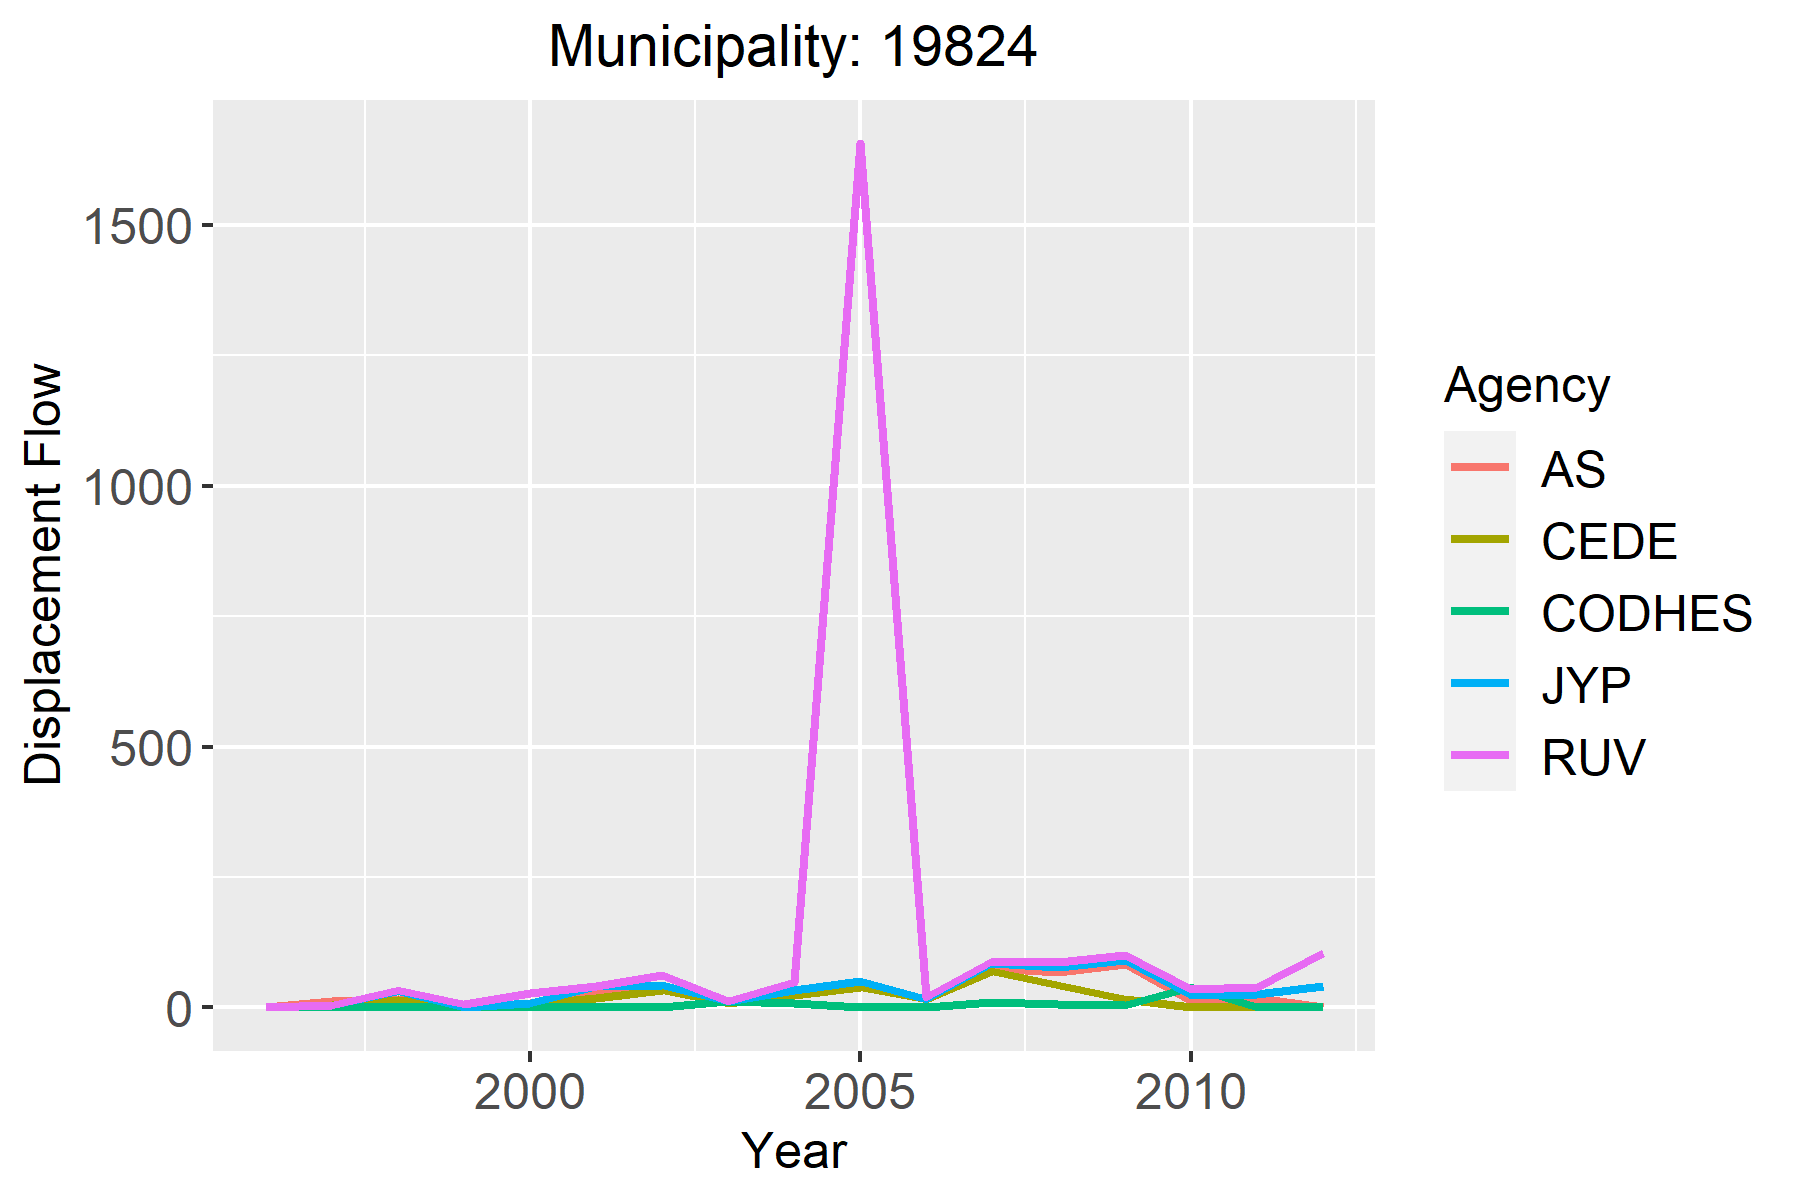 Municipality: 19824
1500
1000
500
0
Displacement Flow
2000 2005 2010
Year
Agency
AS
CEDE
CODHES
JYP
RUV